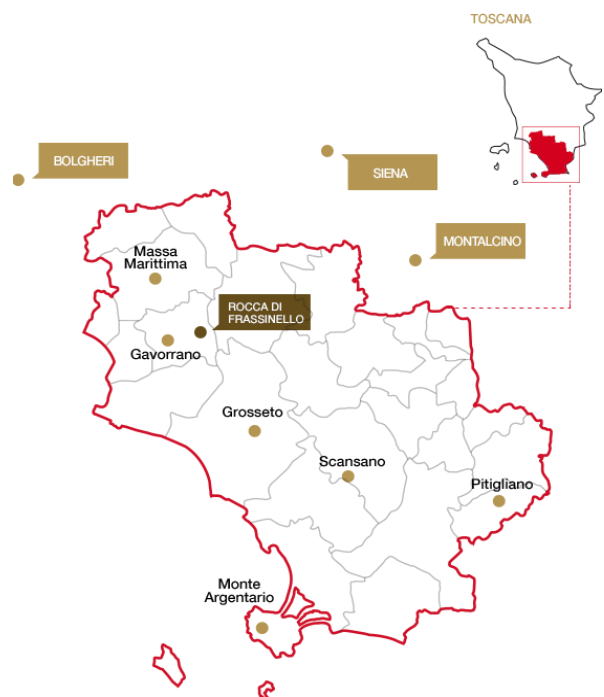 TOSCANA
BOLGHERI
SIENA
MONTALCINO
Massa
Marittima
ROCCA DI
FRASSINELLO
Gavorrano
Grosseto
Scansano
Pitigliano
Monte
Argentario